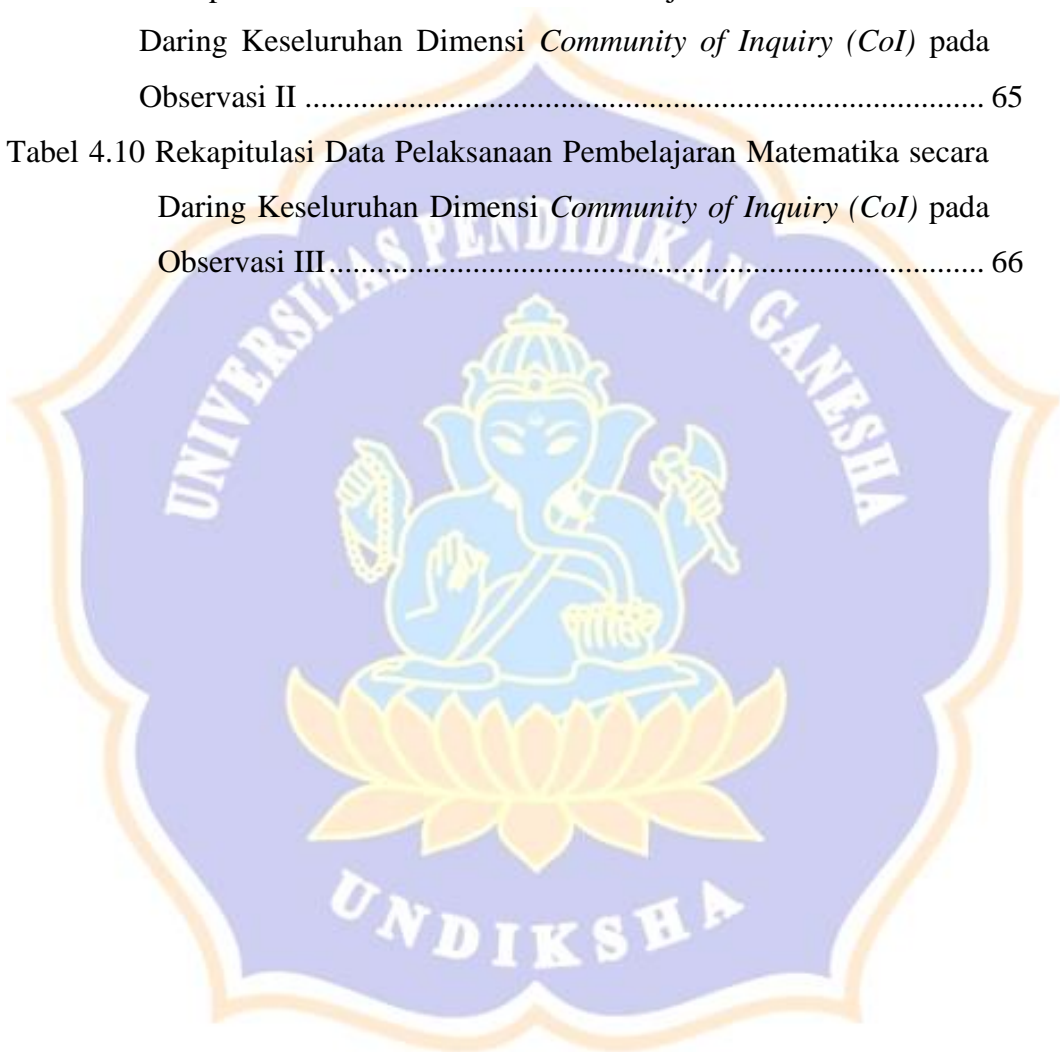 Daring Keseluruhan Dimensi Community of Inquiry (CoI) pada
Observasi II ..................................................................................... 65
Tabel 4.10 Rekapitulasi Data Pelaksanaan Pembelajaran Matematika secara
Daring Keseluruhan Dimensi Community of Inquiry (CoI) pada
Observasi III .................................................................................. 66
UNIVERSITAS PENDIDIKAN GANESHA
UNDIKSHA